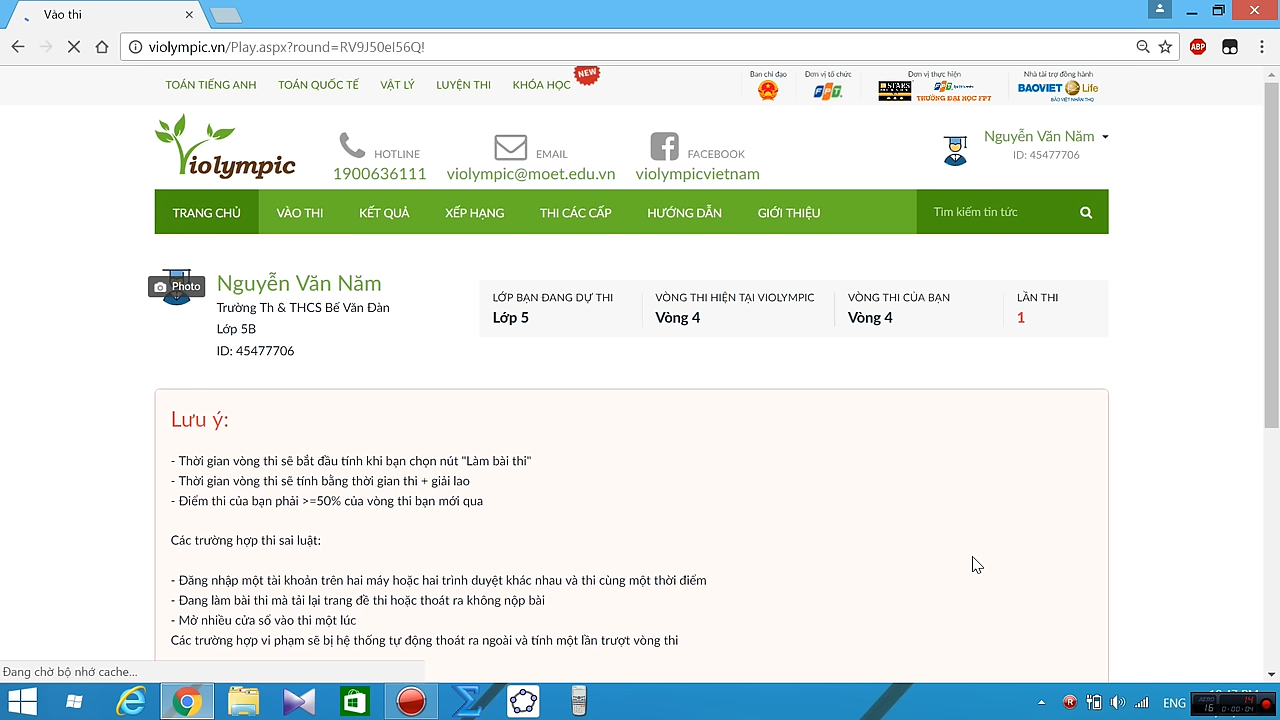 Vào thi
violympic.vn/Play.aspx?round=RV9J50eI56Q!
ABP
TOÁN TIẾNG ANH TOÁN QUỐC TẾ VẬT LÝ LUYỆN THI KHÓA HỌC NEW
Ban chỉ đạo Đơn vị tổ chức Đơn vị thực hiện Nhà tài trợ đồng hành
FPT TRƯỜNG ĐẠI HỌC FPT BAOVIET Life
BẢO VIỆT NHÂN THỌ
Violympic
HOTLINE EMAIL FACEBOOK
1900636111 violympic@moet.edu.vn violympicvietnam
Nguyễn Văn Năm
ID: 45477706
TRANG CHỦ VÀO THI KẾT QUẢ XẾP HẠNG THI CÁC CẤP HƯỚNG DẪN GIỚI THIỆU Tìm kiếm tin tức
Photo
Nguyễn Văn Năm
Trường Th & THCS Bế Văn Đàn
Lớp 5B
ID: 45477706
LỚP BẠN ĐANG DỰ THI VÒNG THI HIỆN TẠI VIOLYMPIC VÒNG THI CỦA BẠN LẦN THI
Lớp 5 Vòng 4 Vòng 4 1
Lưu ý:
- Thời gian vòng thi sẽ bắt đầu tính khi bạn chọn nút "Làm bài thi"
- Thời gian vòng thi sẽ tính bằng thời gian thi + giải lao
- Điểm thi của bạn phải >=50% của vòng thi bạn mới qua
Các trường hợp thi sai luật:
- Đăng nhập một tài khoản trên hai máy hoặc hai trình duyệt khác nhau và thi cùng một thời điểm
- Đang làm bài thi mà tải lại trang đề thi hoặc thoát ra không nộp bài
- Mở nhiều cửa sổ vào thi một lúc
Các trường hợp vi phạm sẽ bị hệ thống tự động thoát ra ngoài và tính một lần trượt vòng thi
Đang chờ bộ nhớ cache...
ENG